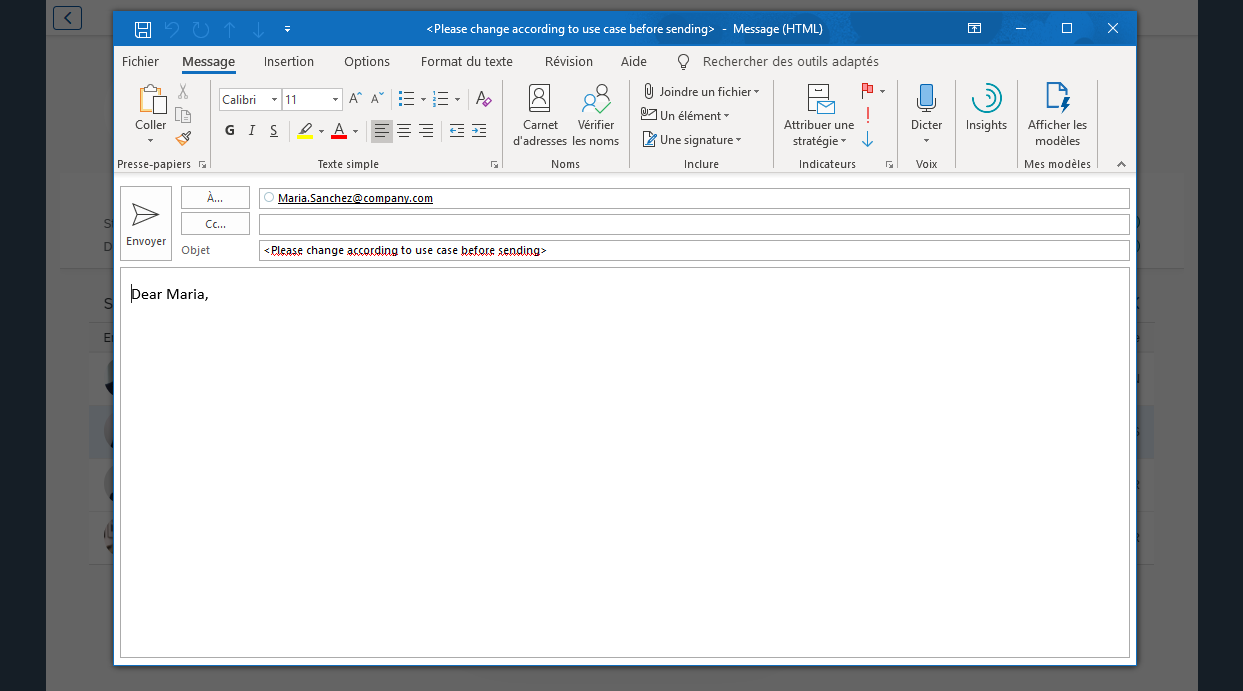 <Please change according to use case before sending> - Message (HTML)
Fichier Message Insertion Options Format du texte Révision Aide Rechercher des outils adaptés
Coller
Presse-papiers
Calibri 11
G I S
Texte simple
Carnet d'adresses
Vérifier les noms
Noms
Joindre un fichier
Un élément
Une signature
Inclure
Attribuer une stratégie
Indicateurs
Dicter
Voix
Insights
Afficher les modèles
Mes modèles
Envoyer
À... Maria.Sanchez@company.com
Cc...
Objet <Please change according to use case before sending>
Dear Maria,